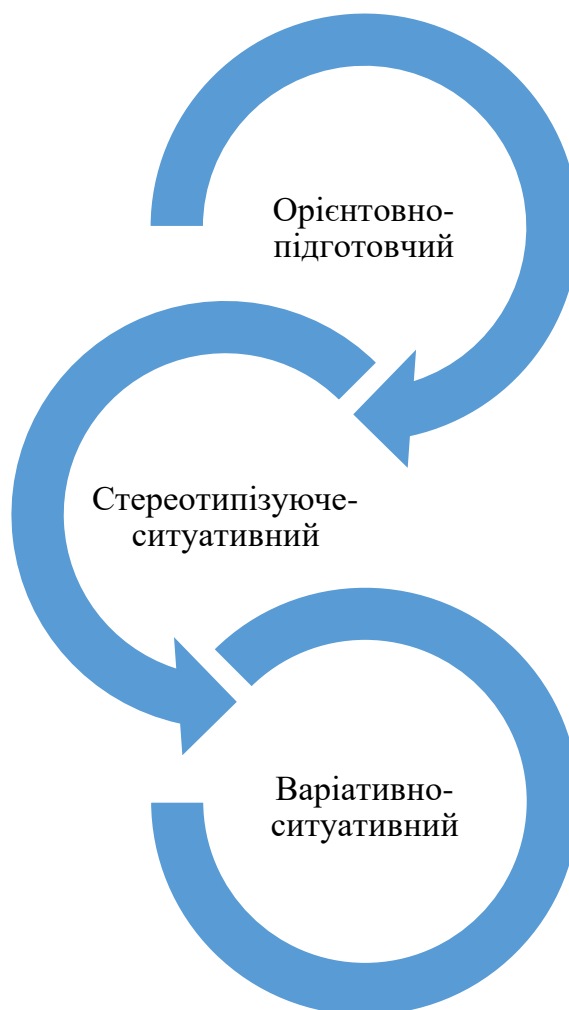 Орієнтовно-
підготовчий
Стереотипізуюче-
ситуативний
Варіативно-
ситуативний